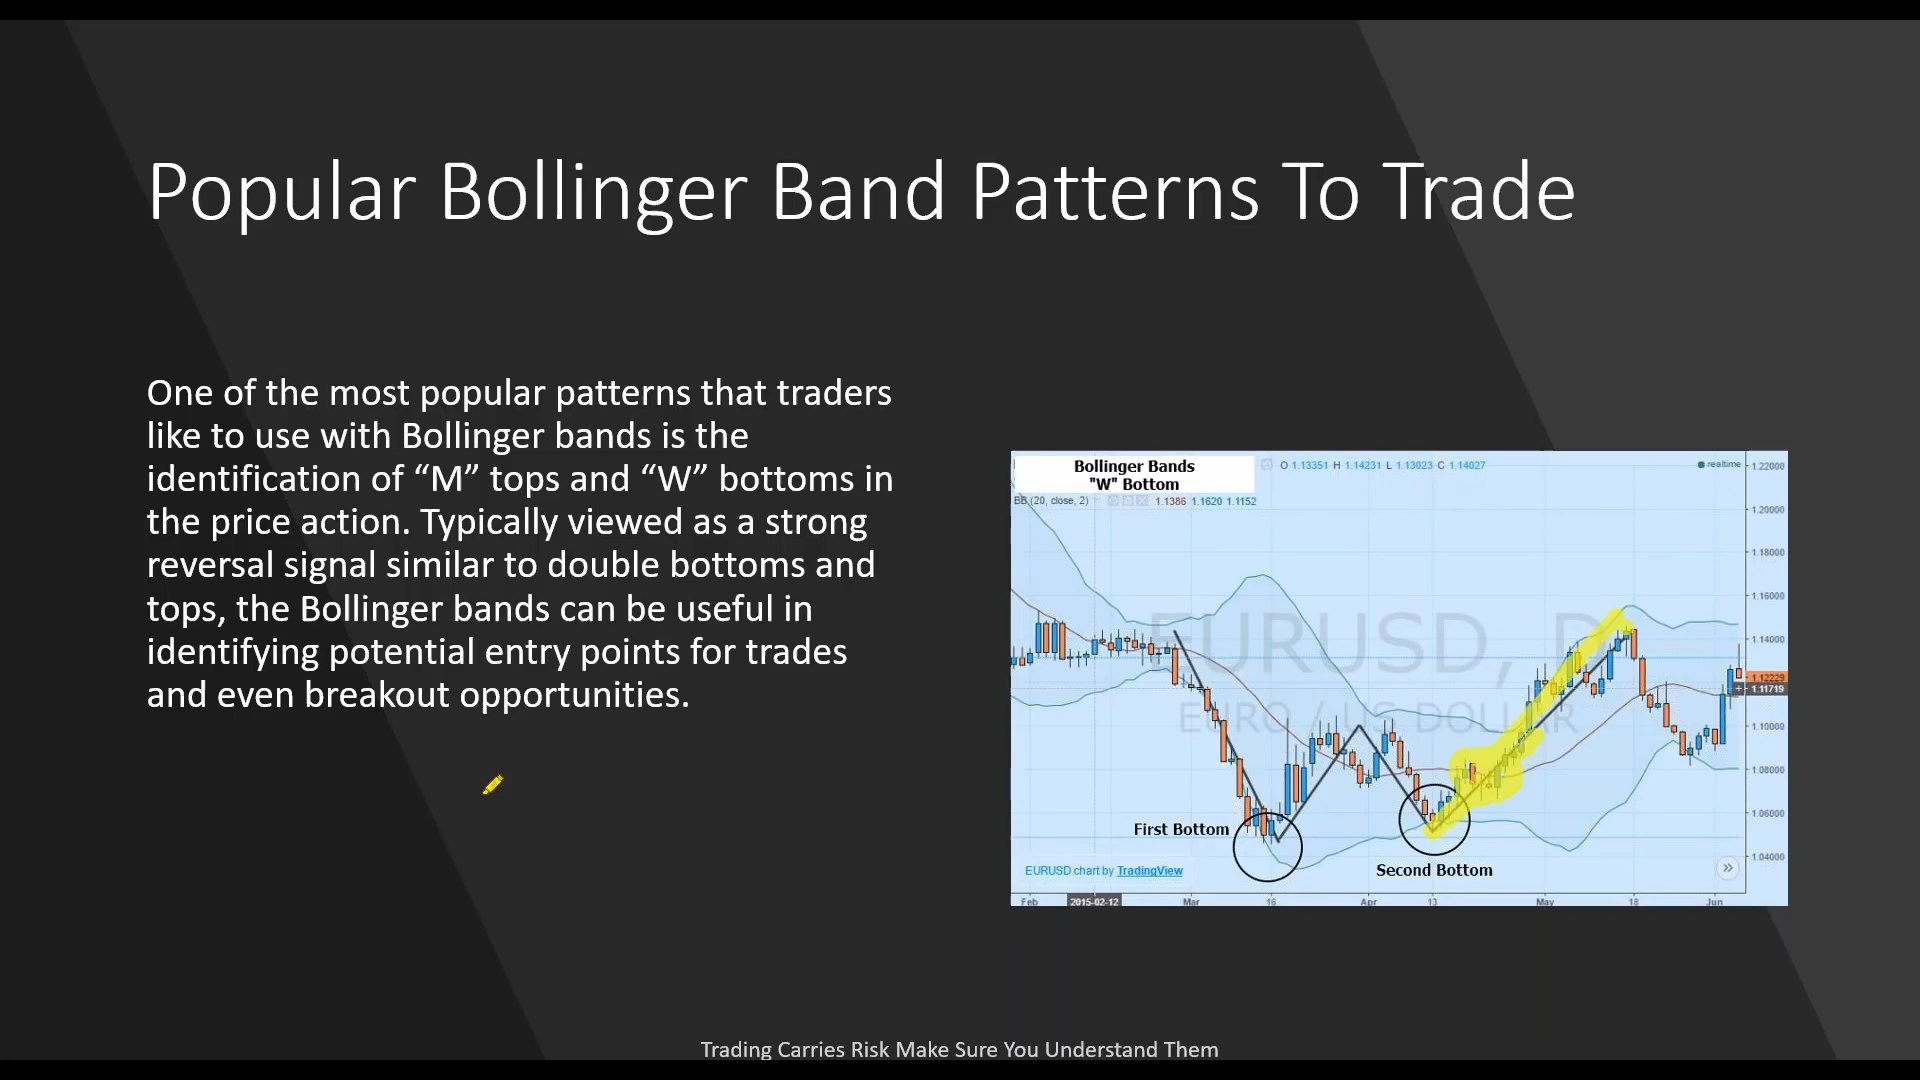 Popular Bollinger Band Patterns To Trade
One of the most popular patterns that traders
like to use with Bollinger bands is the
identification of “M” tops and “W” bottoms in
the price action. Typically viewed as a strong
reversal signal similar to double bottoms and
tops, the Bollinger bands can be useful in
identifying potential entry points for trades
and even breakout opportunities.
Bollinger Bands
"W" Bottom
O 1.13351 H 1.14231 L 1.13023 C 1.14027
realtime
BB (20, close, 2)
1.1386 1.1620 1.1152
EURUSD, D
EURO / US DOLLAR
1.22000
1.20000
1.18000
1.16000
1.14000
1.12229
1.11719
1.10000
1.08000
1.06000
1.04000
First Bottom
Second Bottom
EURUSD chart by TradingView
Feb 2015-02-12 Mar 16 Apr 13 May 18 Jun
Trading Carries Risk Make Sure You Understand Them